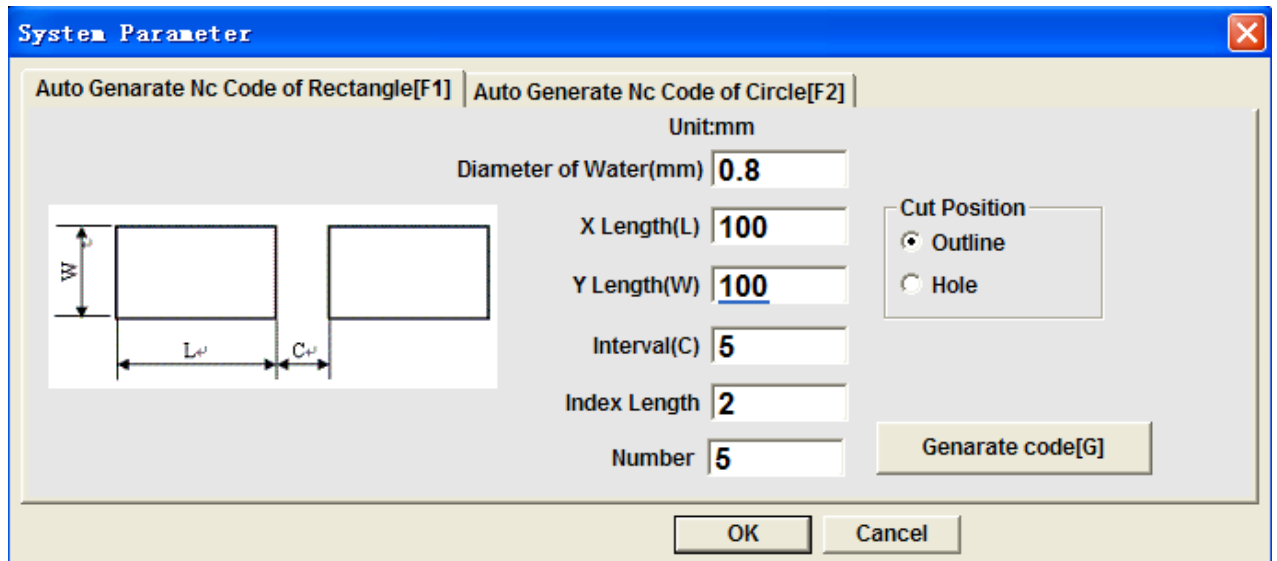 System Parameter
Auto Genarate Nc Code of Rectangle[F1]
Auto Generate Nc Code of Circle[F2]
Unit:mm
Diameter of Water(mm) 0.8
X Length(L) 100
Y Length(W) 100
Interval(C) 5
Index Length 2
Number 5
W
L
C
Cut Position
Outline
Hole
Genarate code[G]
OK
Cancel